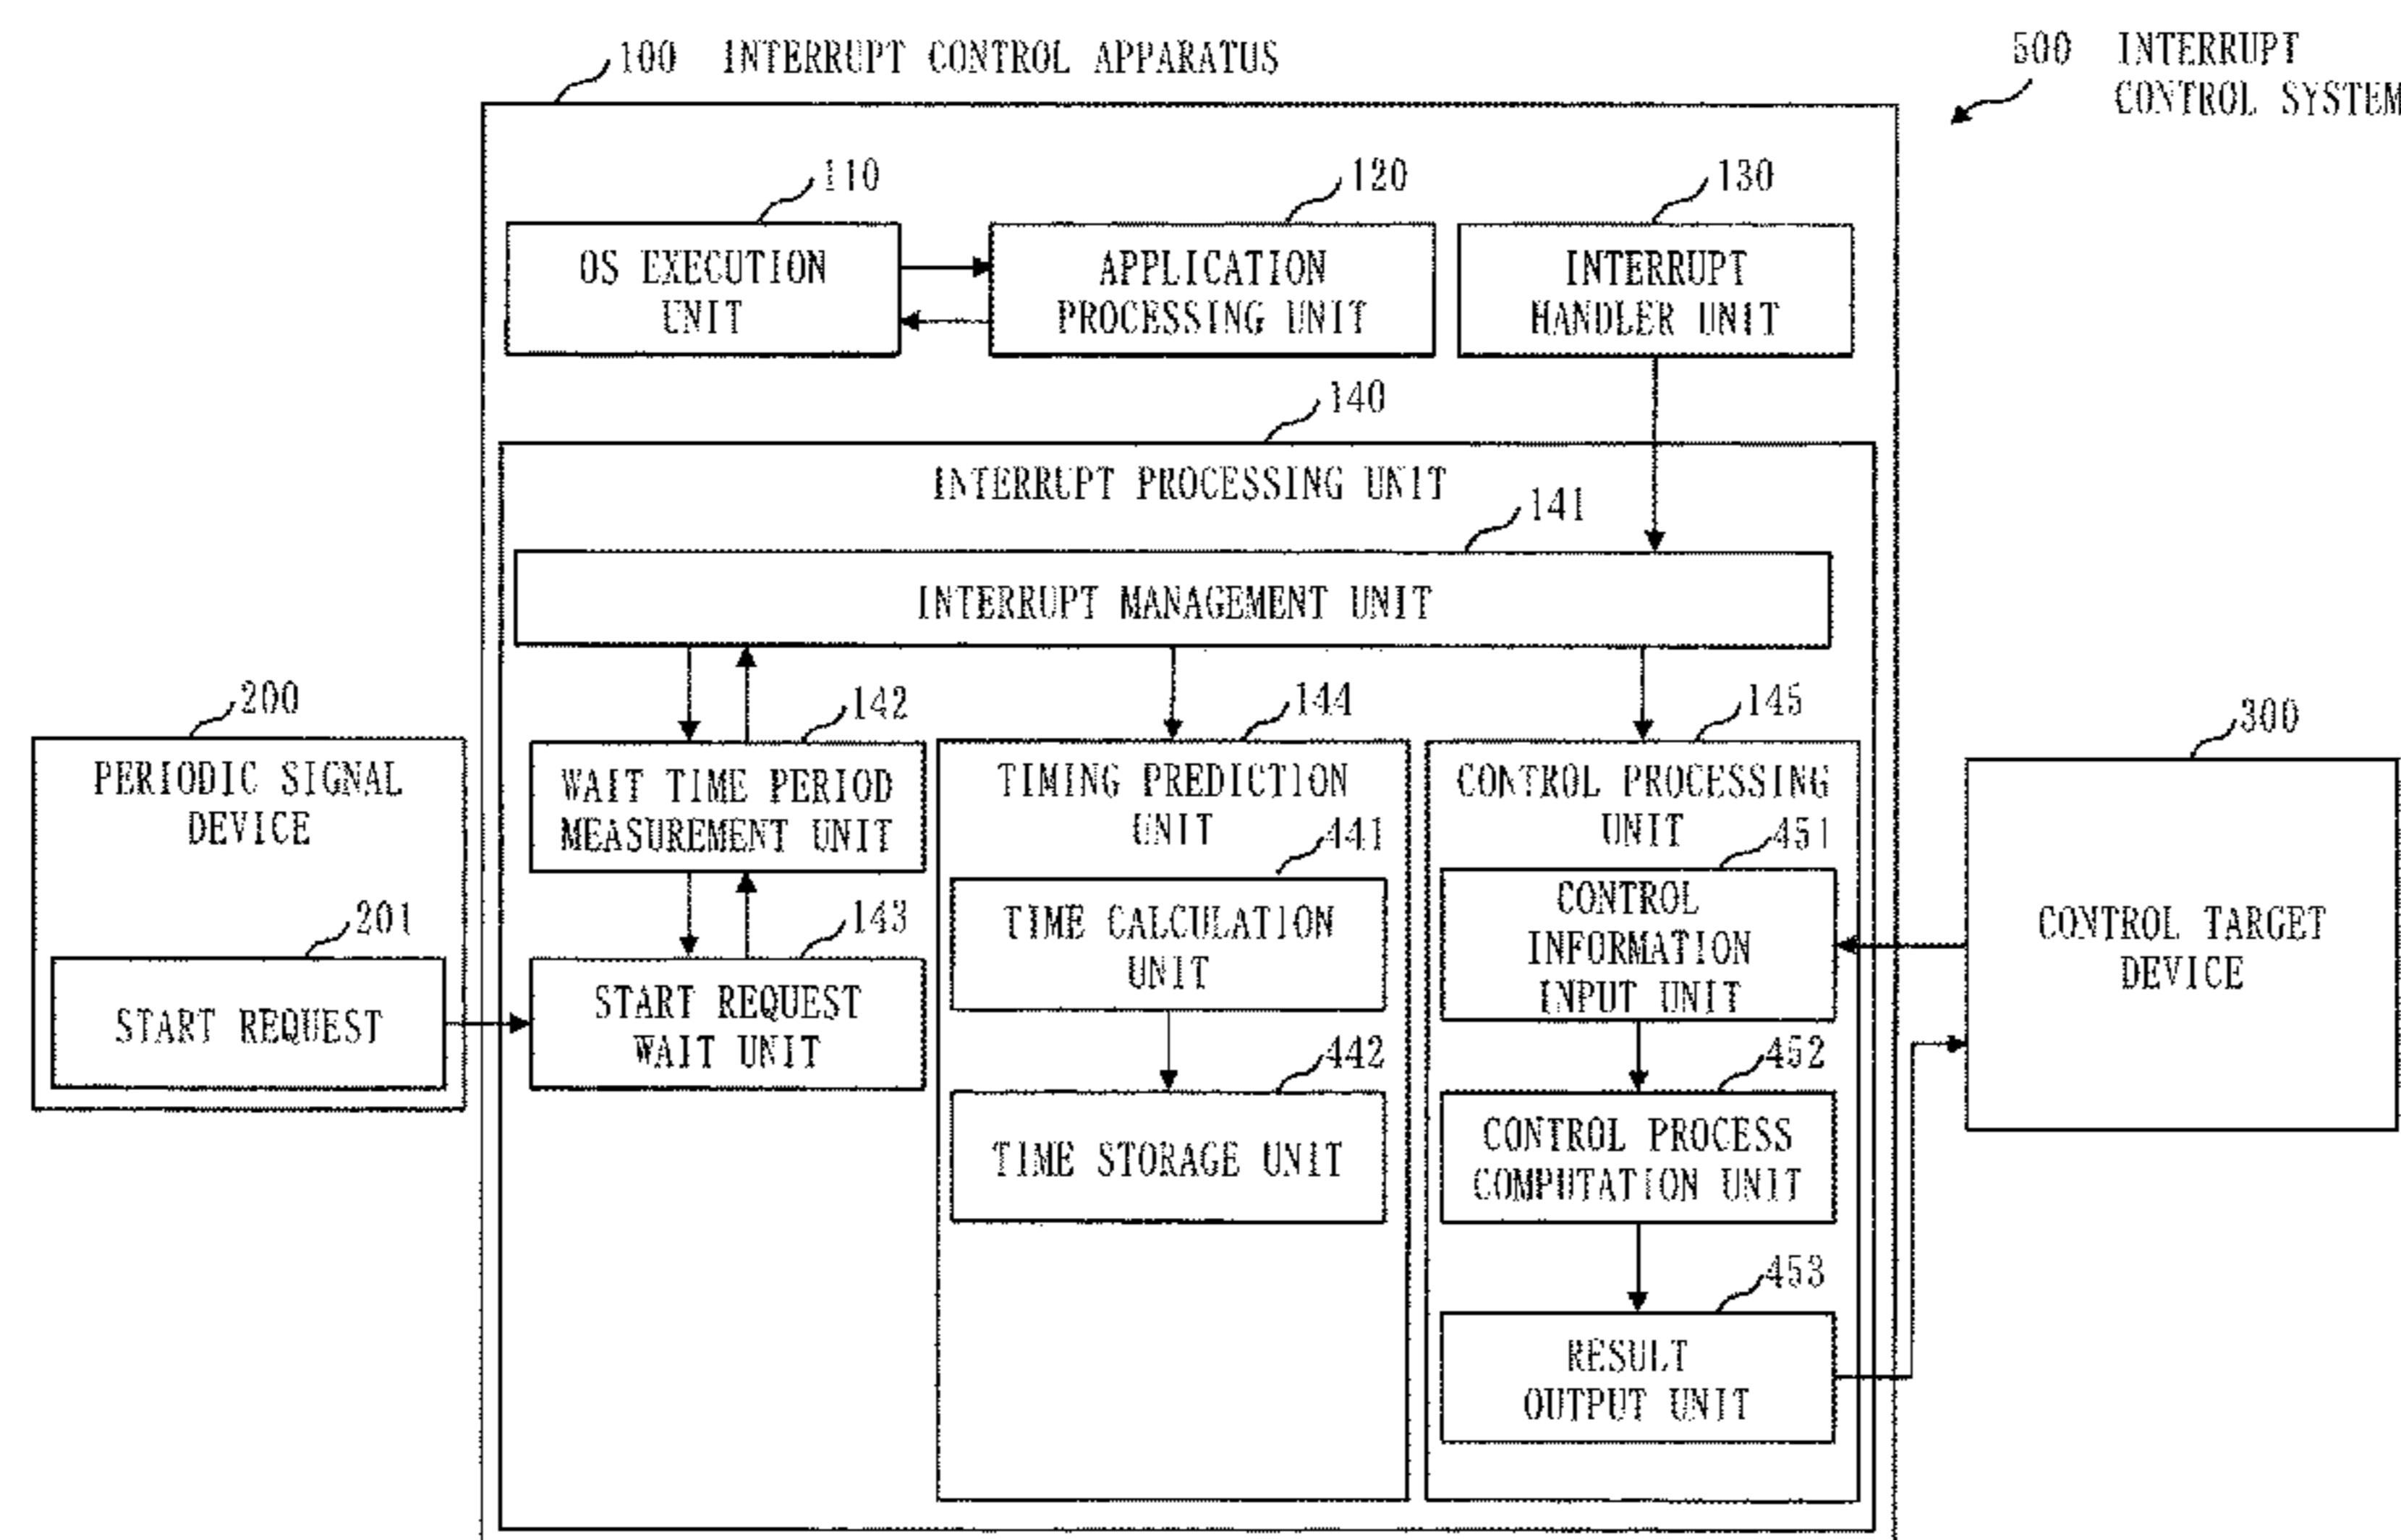 100 INTERRUPT CONTROL APPARATUS
500 INTERRUPT
CONTROL SYSTEM
110
120
130
OS EXECUTION
UNIT
APPLICATION
PROCESSING UNIT
INTERRUPT
HANDLER UNIT
140
INTERRUPT PROCESSING UNIT
141
INTERRUPT MANAGEMENT UNIT
200
PERIODIC SIGNAL
DEVICE
201
START REQUEST
142
WAIT TIME PERIOD
MEASUREMENT UNIT
143
START REQUEST
WAIT UNIT
144
TIMING PREDICTION
UNIT
441
TIME CALCULATION
UNIT
442
TIME STORAGE UNIT
145
CONTROL PROCESSING
UNIT
451
CONTROL
INFORMATION
INPUT UNIT
452
CONTROL PROCESS
COMPUTATION UNIT
453
RESULT
OUTPUT UNIT
300
CONTROL TARGET
DEVICE